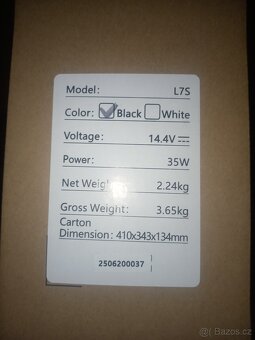 Model: L7S
Color: Black White
Voltage: 14.4V
Power: 35W
Net Weight: 2.24kg
Gross Weight: 3.65kg
Carton
Dimension: 410x343x134mm
2506200037
Bazoš.cz